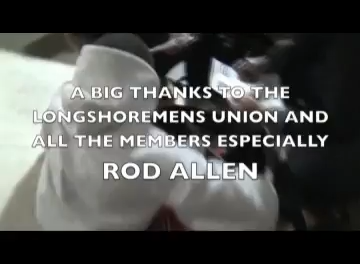 A BIG THANKS TO THE
LONGSHOREMENS UNION AND
ALL THE MEMBERS ESPECIALLY
ROD ALLEN